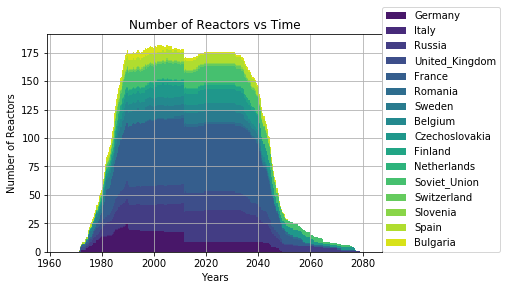 Number of Reactors vs Time
Number of Reactors
175
150
125
100
75
50
25
0
1960
1980
2000
2020
2040
2060
2080
Years
Germany
Italy
Russia
United_Kingdom
France
Romania
Sweden
Belgium
Czechoslovakia
Finland
Netherlands
Soviet_Union
Switzerland
Slovenia
Spain
Bulgaria